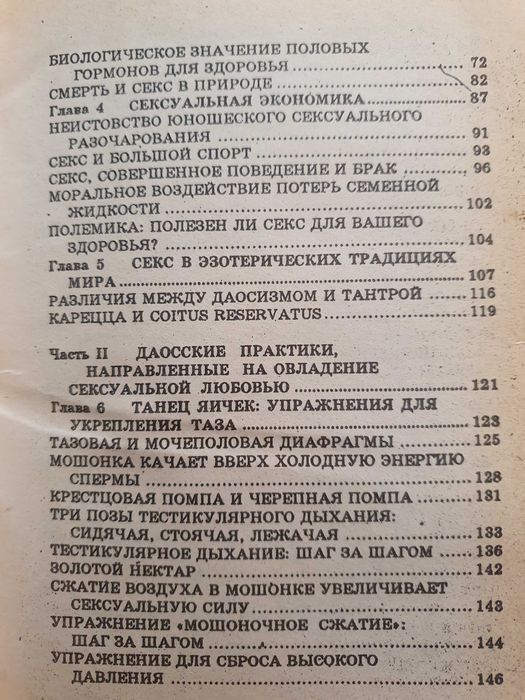 БИОЛОГИЧЕСКОЕ ЗНАЧЕНИЕ ПОЛОВЫХ
ГОРМОНОВ ДЛЯ ЗДОРОВЬЯ 72
СМЕРТЬ И СЕКС В ПРИРОДЕ 82
Глава 4 СЕКСУАЛЬНАЯ ЭКОНОМИКА 87
НЕИСТОВСТВО ЮНОШЕСКОГО СЕКСУАЛЬНОГО
РАЗОЧАРОВАНИЯ 91
СЕКС И БОЛЬШОЙ СПОРТ 93
СЕКС, СОВЕРШЕННОЕ ПОВЕДЕНИЕ И БРАК 96
МОРАЛЬНОЕ ВОЗДЕЙСТВИЕ ПОТЕРЬ СЕМЕННОЙ
ЖИДКОСТИ 102
ПОЛЕМИКА: ПОЛЕЗЕН ЛИ СЕКС ДЛЯ ВАШЕГО
ЗДОРОВЬЯ? 104
Глава 5 СЕКС В ЭЗОТЕРИЧЕСКИХ ТРАДИЦИЯХ
МИРА 107
РАЗЛИЧИЯ МЕЖДУ ДАОСИЗМОМ И ТАНТРОЙ 116
КАРЕЦЦА И COITUS RESERVATUS 119
Часть II ДАОССКИЕ ПРАКТИКИ,
НАПРАВЛЕННЫЕ НА ОВЛАДЕНИЕ
СЕКСУАЛЬНОЙ ЛЮБОВЬЮ 121
Глава 6 ТАНЕЦ ЯИЧЕК: УПРАЖНЕНИЯ ДЛЯ
УКРЕПЛЕНИЯ ТАЗА 123
ТАЗОВАЯ И МОЧЕПОЛОВАЯ ДИАФРАГМЫ 125
МОШОНКА КАЧАЕТ ВВЕРХ ХОЛОДНУЮ ЭНЕРГИЮ
СПЕРМЫ 128
КРЕСТЦОВАЯ ПОМПА И ЧЕРЕПНАЯ ПОМПА 131
ТРИ ПОЗЫ ТЕСТИКУЛЯРНОГО ДЫХАНИЯ:
СИДЯЧАЯ, СТОЯЧАЯ, ЛЕЖАЧАЯ 133
ТЕСТИКУЛЯРНОЕ ДЫХАНИЕ: ШАГ ЗА ШАГОМ 136
ЗОЛОТОЙ НЕКТАР 142
СЖАТИЕ ВОЗДУХА В МОШОНКЕ УВЕЛИЧИВАЕТ
СЕКСУАЛЬНУЮ СИЛУ 143
УПРАЖНЕНИЕ «МОШОНОЧНОЕ СЖАТИЕ»:
ШАГ ЗА ШАГОМ 144
УПРАЖНЕНИЕ ДЛЯ СБРОСА ВЫСОКОГО
ДАВЛЕНИЯ 146